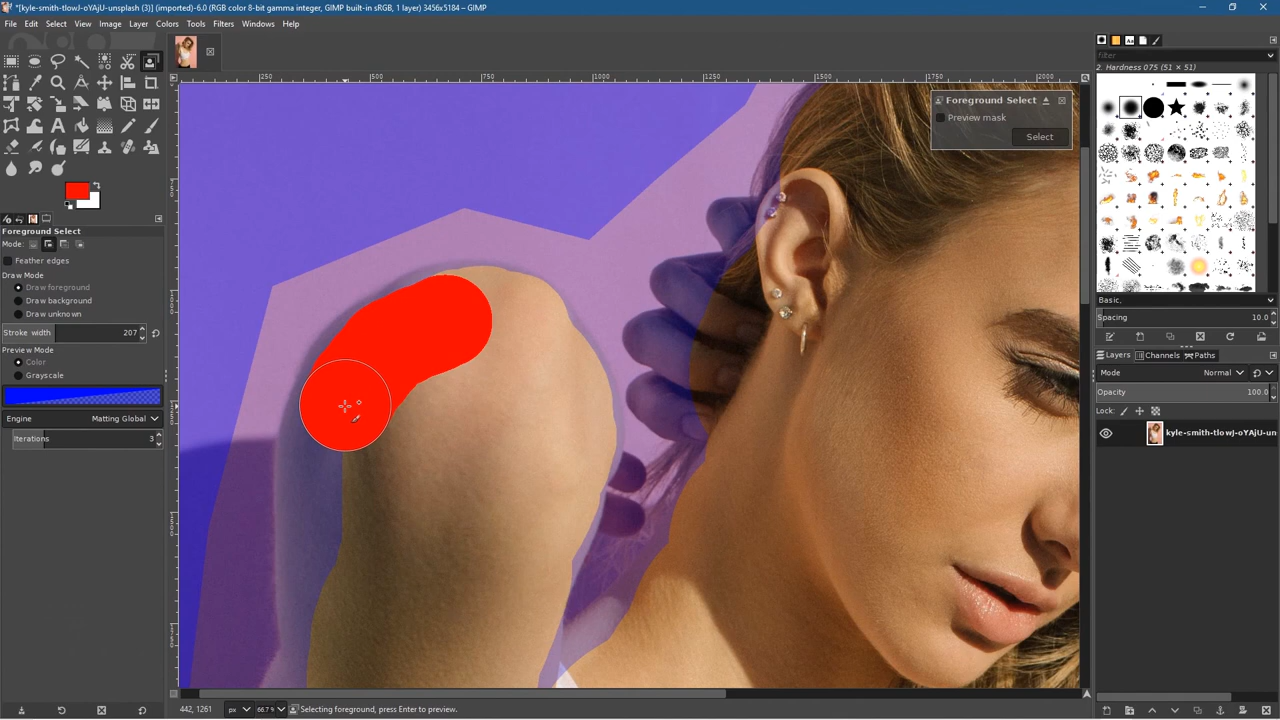 *[kyle-smith-tlowJ-oYAjU-unsplash (3)] (imported)-6.0 (RGB color 8-bit gamma integer, GIMP built-in sRGB, 1 layer) 3456x5184 – GIMP
File Edit Select View Image Layer Colors Tools Filters Windows Help
Foreground Select
Mode:
Feather edges
Draw Mode
Draw foreground
Draw background
Draw unknown
Stroke width 207
Preview Mode
Color
Grayscale
Engine Matting Global
Iterations 3
250 500 750 1000 1250 1500 1750 2000
Foreground Select
Preview mask
Select
442, 1261 px 66.7 % Selecting foreground, press Enter to preview.
filter
2. Hardness 075 (51 × 51)
Basic,
Spacing 10.0
Layers Channels Paths
Mode Normal
Opacity 100.0
Lock:
kyle-smith-tlowJ-oYAjU-un